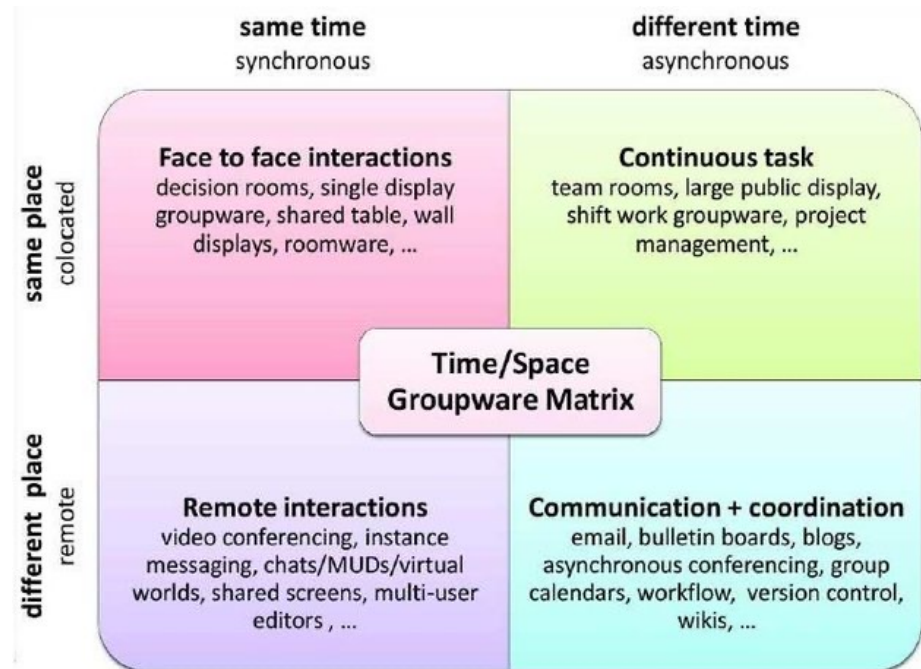 same time
synchronous
different time
asynchronous
same place
colocated
Face to face interactions
decision rooms, single display
groupware, shared table, wall
displays, roomware, ...
Continuous task
team rooms, large public display,
shift work groupware, project
management, ...
Time/Space
Groupware Matrix
different place
remote
Remote interactions
video conferencing, instance
messaging, chats/MUDs/virtual
worlds, shared screens, multi-user
editors , ...
Communication + coordination
email, bulletin boards, blogs,
asynchronous conferencing, group
calendars, workflow, version control,
wikis, ...